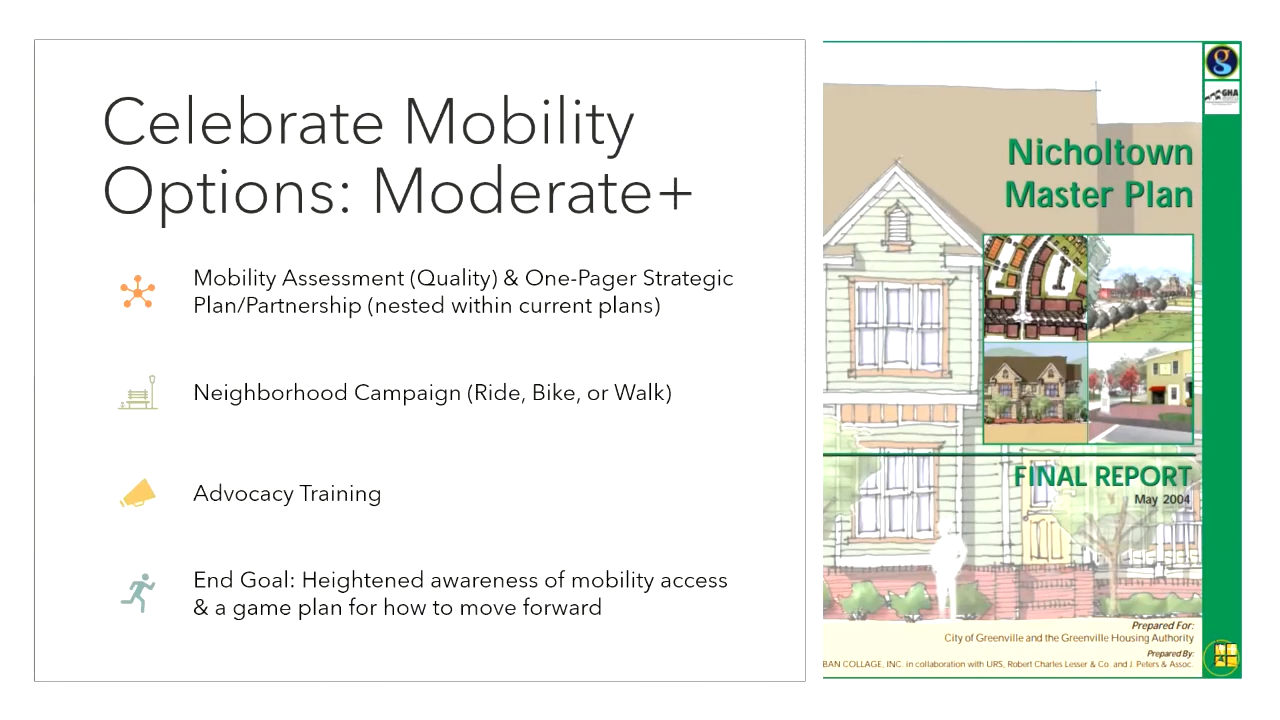 Celebrate Mobility
Options: Moderate+
Mobility Assessment (Quality) & One-Pager Strategic
Plan/Partnership (nested within current plans)
Neighborhood Campaign (Ride, Bike, or Walk)
Advocacy Training
End Goal: Heightened awareness of mobility access
& a game plan for how to move forward
g
GHA
Nicholtown
Master Plan
FINAL REPORT
May 2004
Prepared For:
City of Greenville and the Greenville Housing Authority
Prepared By:
BAN COLLAGE, INC. in collaboration with URS, Robert Charles Lesser & Co. and J. Peters & Assoc.